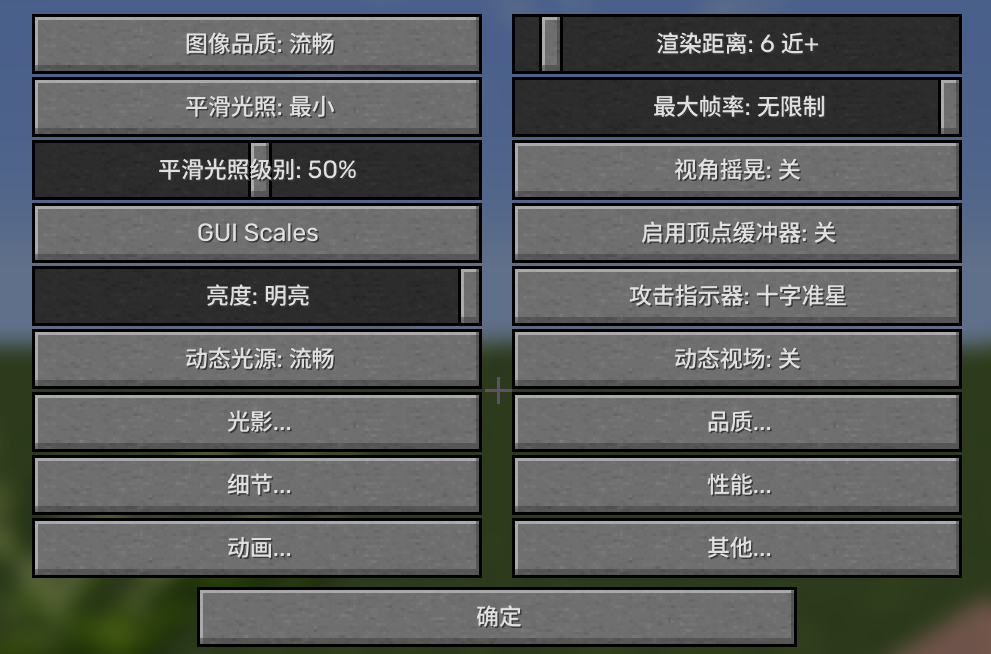 图像品质: 流畅
渲染距离: 6 近+
平滑光照: 最小
最大帧率: 无限制
平滑光照级别: 50%
视角摇晃: 关
GUI Scales
启用顶点缓冲器: 关
亮度: 明亮
攻击指示器: 十字准星
动态光源: 流畅
动态视场: 关
光影...
品质...
细节...
性能...
动画...
其他...
确定